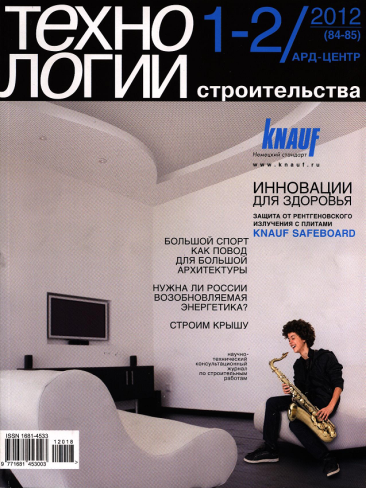 ТЕХНО
ЛОГИИ
строительства
1-2/
2012
(84-85)
АРД-ЦЕНТР
KNAUF
Немецкий стандарт
www.knauf.ru
ИННОВАЦИИ
ДЛЯ ЗДОРОВЬЯ
ЗАЩИТА ОТ РЕНТГЕНОВСКОГО
ИЗЛУЧЕНИЯ С ПЛИТАМИ
KNAUF SAFEBOARD
БОЛЬШОЙ СПОРТ
КАК ПОВОД
ДЛЯ БОЛЬШОЙ
АРХИТЕКТУРЫ
НУЖНА ЛИ РОССИИ
ВОЗОБНОВЛЯЕМАЯ
ЭНЕРГЕТИКА?
СТРОИМ КРЫШУ
научно-
технический
консультационный
журнал
по строительным
работам
ISSN 1681-4533
12018
9 771681 453003